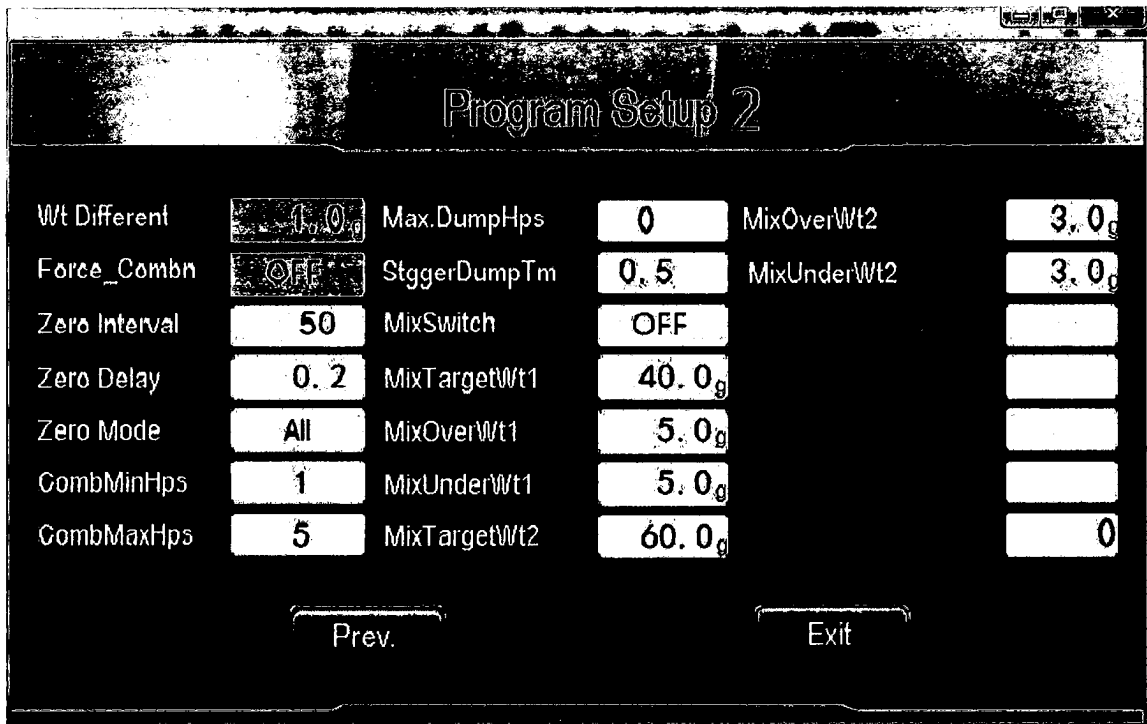 Program Setup 2
Wt Different 1.0g Max.DumpHps 0 MixOverWt2 3.0g
Force_Combn OFF StggerDumpTm 0.5 MixUnderWt2 3.0g
Zero Interval 50 MixSwitch OFF
Zero Delay 0.2 MixTargetWt1 40.0g
Zero Mode All MixOverWt1 5.0g
CombMinHps 1 MixUnderWt1 5.0g
CombMaxHps 5 MixTargetWt2 60.0g 0
Prev. Exit